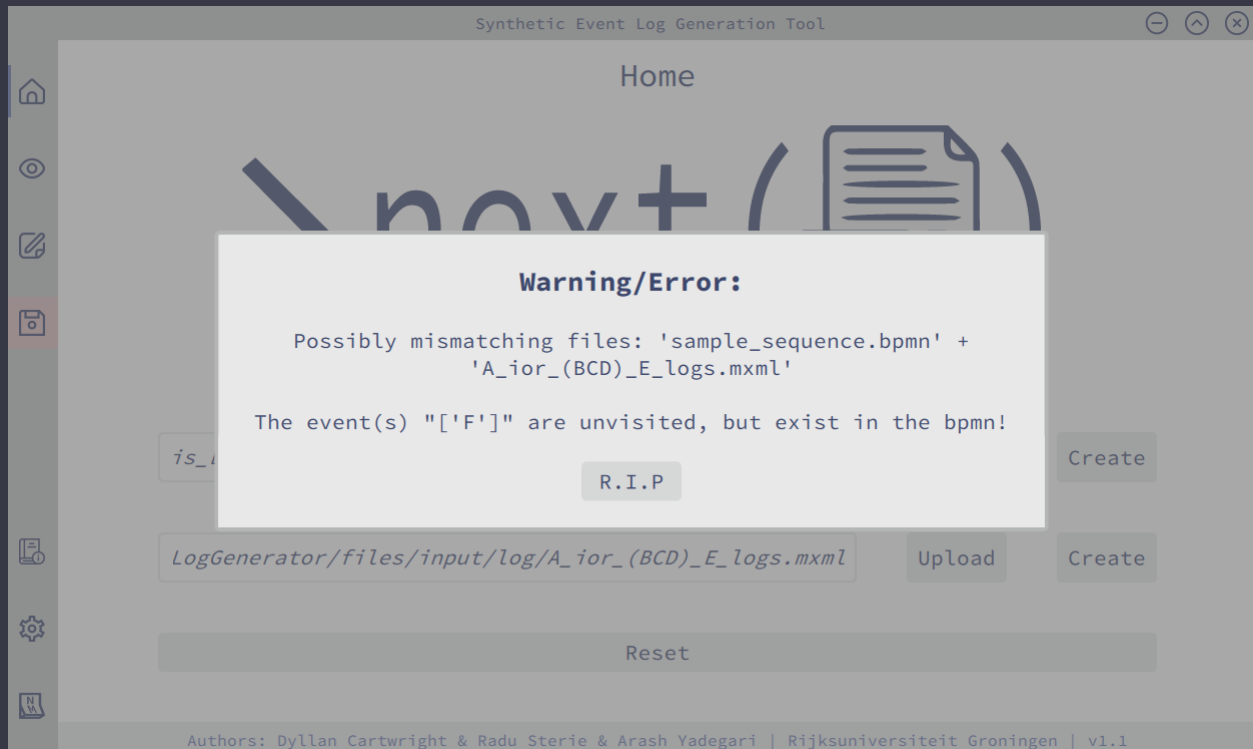 Synthetic Event Log Generation Tool
Home
next( )
Warning/Error:
Possibly mismatching files: 'sample_sequence.bpmn' +
'A_ior_(BCD)_E_logs.mxml'
The event(s) "['F']" are unvisited, but exist in the bpmn!
R.I.P
Create
LogGenerator/files/input/log/A_ior_(BCD)_E_logs.mxml
Upload
Create
Reset
Authors: Dyllan Cartwright & Radu Sterie & Arash Yadegari | Rijksuniversiteit Groningen | v1.1